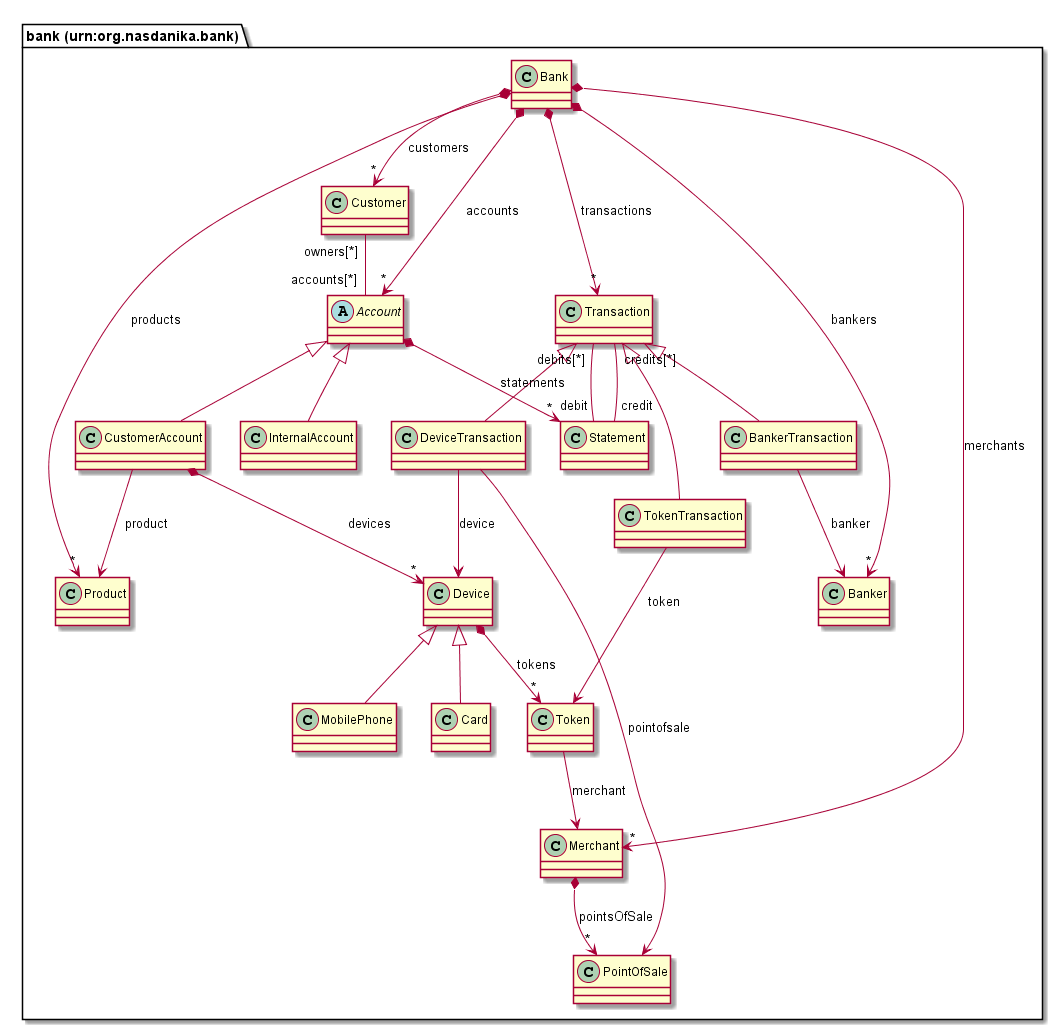 bank (urn:org.nasdanika.bank)
C Bank
customers
*
C Customer
accounts
transactions
owners[*]
accounts[*]
*
*
products
bankers
A Account
C Transaction
debits[*]
credits[*]
statements
*
debit
credit
merchants
C CustomerAccount
C InternalAccount
C DeviceTransaction
C Statement
C BankerTransaction
product
devices
device
C TokenTransaction
banker
*
*
*
C Product
C Device
C Banker
token
tokens
*
C MobilePhone
C Card
C Token
pointofsale
merchant
*
C Merchant
pointsOfSale
*
C PointOfSale